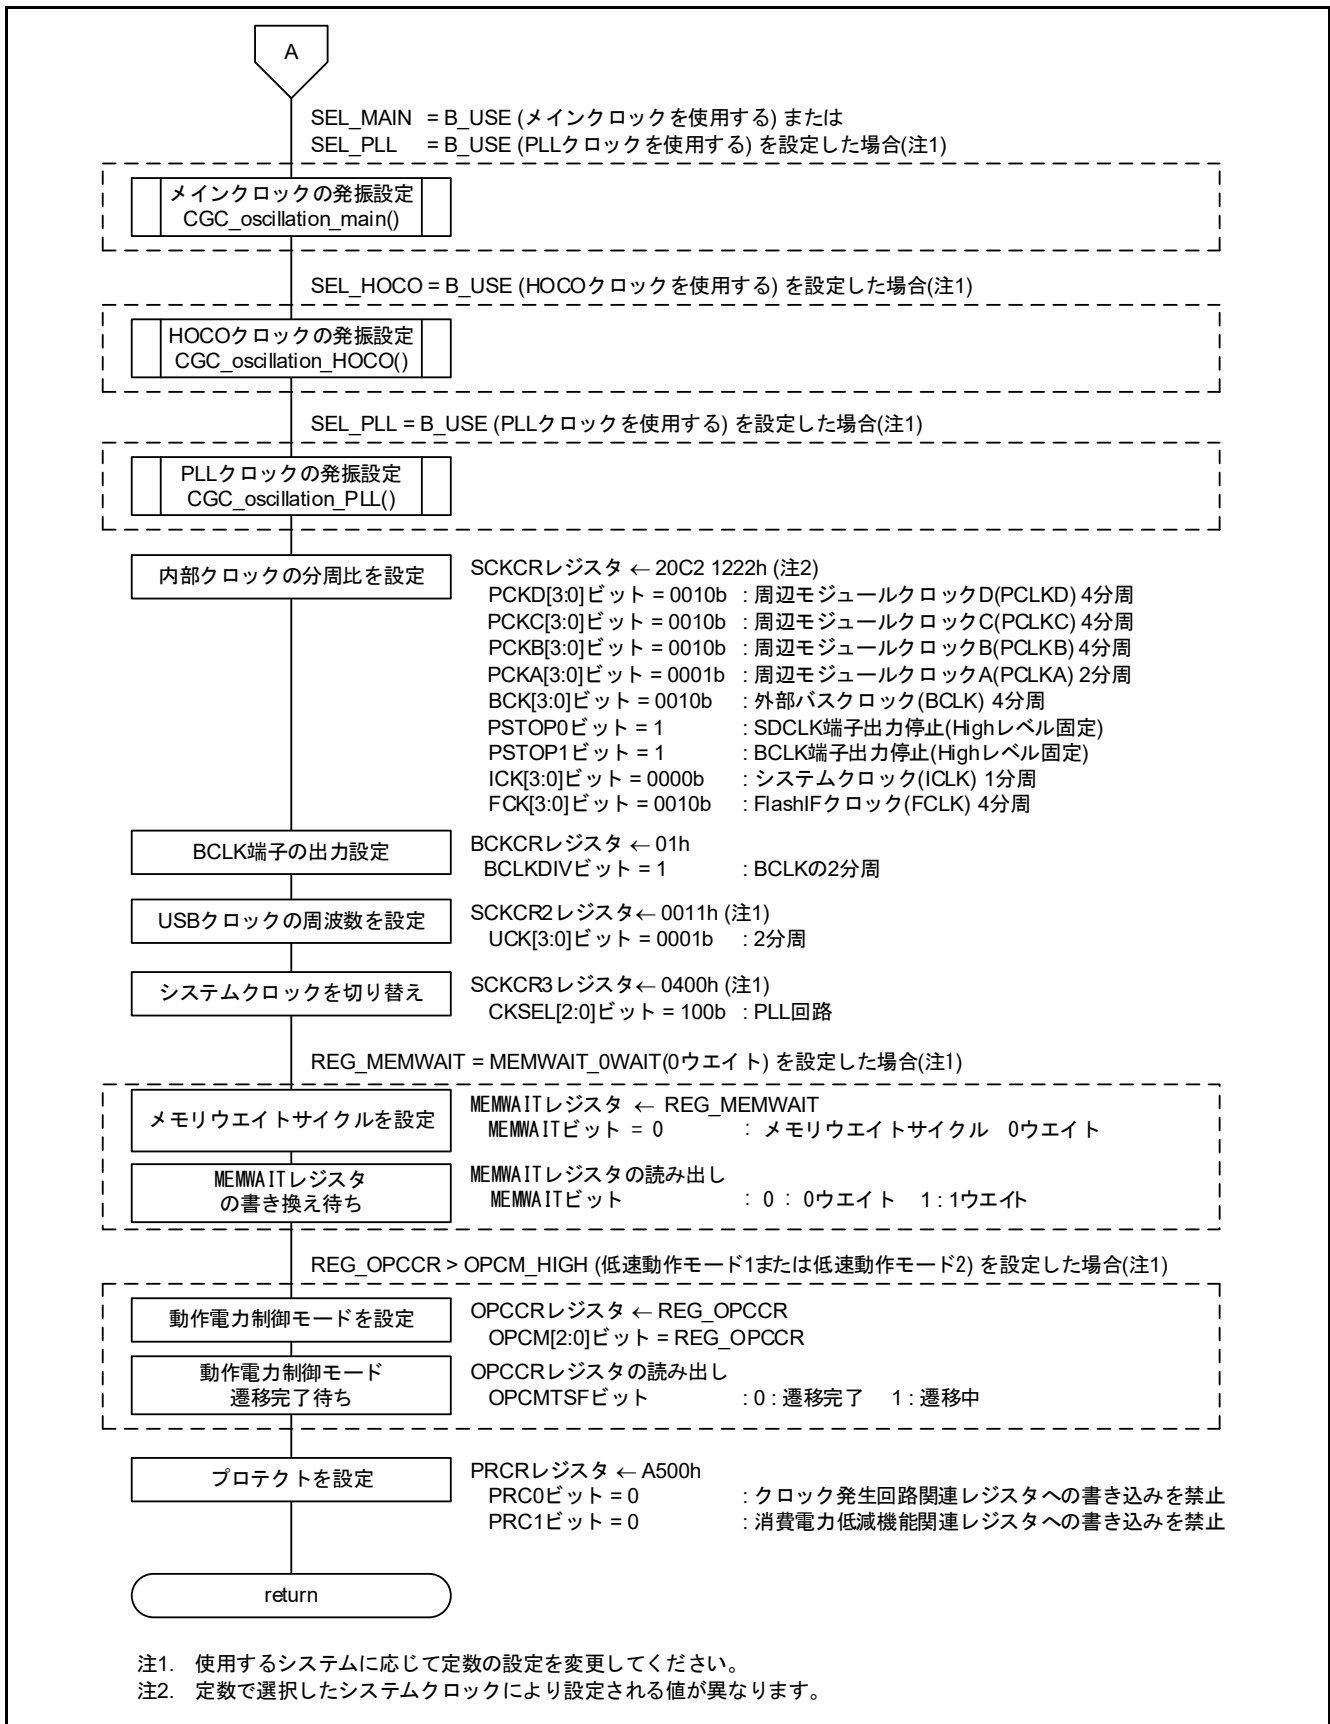 A
SEL_MAIN = B_USE (メインクロックを使用する) または
SEL_PLL = B_USE (PLLクロックを使用する) を設定した場合(注1)
メインクロックの発振設定
CGC_oscillation_main()
SEL_HOCO = B_USE (HOCOクロックを使用する) を設定した場合(注1)
HOCOクロックの発振設定
CGC_oscillation_HOCO()
SEL_PLL = B_USE (PLLクロックを使用する) を設定した場合(注1)
PLLクロックの発振設定
CGC_oscillation_PLL()
内部クロックの分周比を設定
SCKCRレジスタ ← 20C2 1222h (注2)
PCKD[3:0]ビット = 0010b : 周辺モジュールクロックD(PCLKD) 4分周
PCKC[3:0]ビット = 0010b : 周辺モジュールクロックC(PCLKC) 4分周
PCKB[3:0]ビット = 0010b : 周辺モジュールクロックB(PCLKB) 4分周
PCKA[3:0]ビット = 0001b : 周辺モジュールクロックA(PCLKA) 2分周
BCK[3:0]ビット = 0010b : 外部バスクロック(BCLK) 4分周
PSTOP0ビット = 1 : SDCLK端子出力停止(Highレベル固定)
PSTOP1ビット = 1 : BCLK端子出力停止(Highレベル固定)
ICK[3:0]ビット = 0000b : システムクロック(ICLK) 1分周
FCK[3:0]ビット = 0010b : FlashIFクロック(FCLK) 4分周
BCLK端子の出力設定
BCKCRレジスタ ← 01h
BCLKDIVビット = 1 : BCLKの2分周
USBクロックの周波数を設定
SCKCR2レジスタ← 0011h (注1)
UCK[3:0]ビット = 0001b : 2分周
システムクロックを切り替え
SCKCR3レジスタ← 0400h (注1)
CKSEL[2:0]ビット = 100b : PLL回路
REG_MEMWAIT = MEMWAIT_0WAIT(0ウエイト) を設定した場合(注1)
メモリウエイトサイクルを設定
MEMWAITレジスタ ← REG_MEMWAIT
MEMWAITビット = 0 : メモリウエイトサイクル 0ウエイト
MEMWAITレジスタ
の書き換え待ち
MEMWAITレジスタの読み出し
MEMWAITビット : 0 : 0ウエイト 1 : 1ウエイト
REG_OPCCR > OPCM_HIGH (低速動作モード1または低速動作モード2) を設定した場合(注1)
動作電力制御モードを設定
OPCCRレジスタ ← REG_OPCCR
OPCM[2:0]ビット = REG_OPCCR
動作電力制御モード
遷移完了待ち
OPCCRレジスタの読み出し
OPCMTSFビット : 0 : 遷移完了 1 : 遷移中
プロテクトを設定
PRCRレジスタ ← A500h
PRC0ビット = 0 : クロック発生回路関連レジスタへの書き込みを禁止
PRC1ビット = 0 : 消費電力低減機能関連レジスタへの書き込みを禁止
return
注1. 使用するシステムに応じて定数の設定を変更してください。
注2. 定数で選択したシステムクロックにより設定される値が異なります。